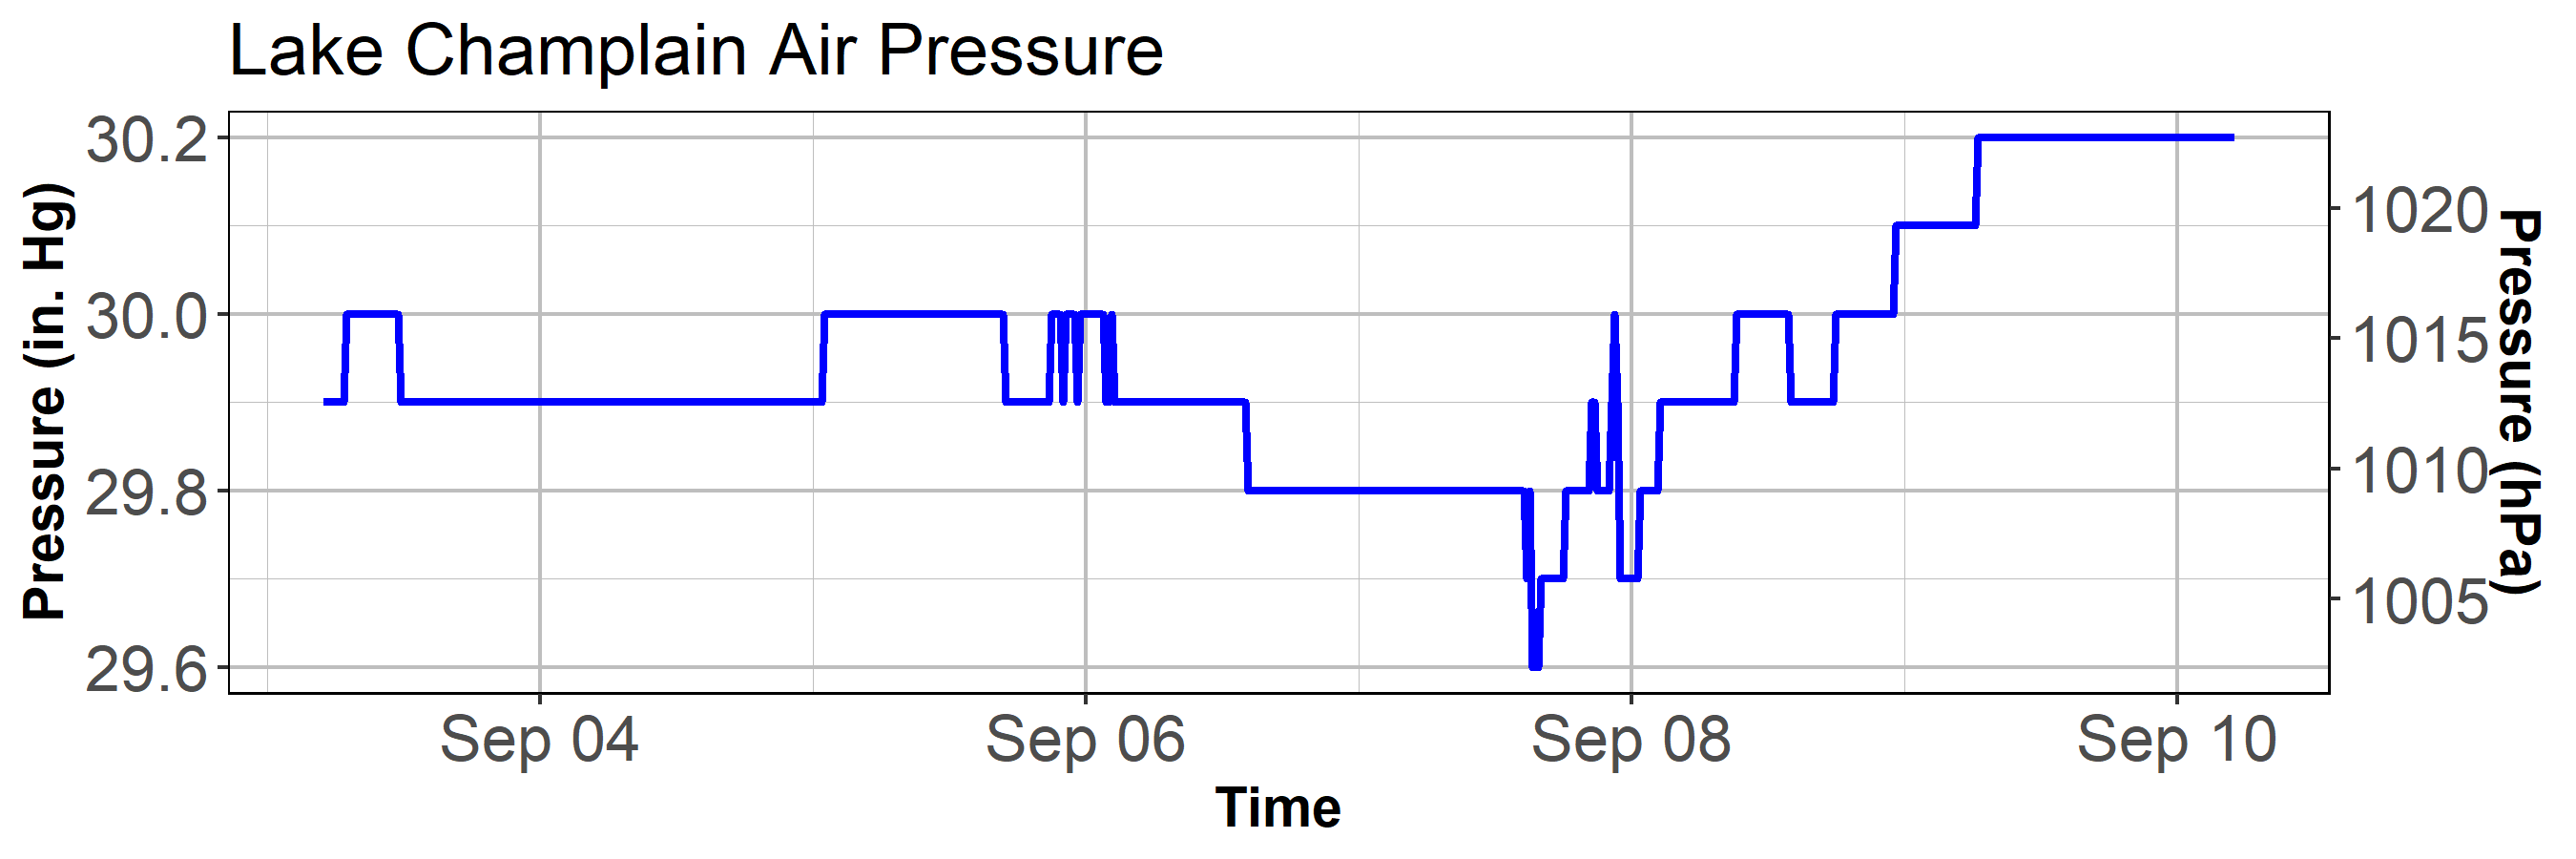 Lake Champlain Air Pressure
30.2
30.0
29.8
29.6
Pressure (in. Hg)
1020
1015
1010
1005
Pressure (hPa)
Sep 04 Sep 06 Sep 08 Sep 10
Time